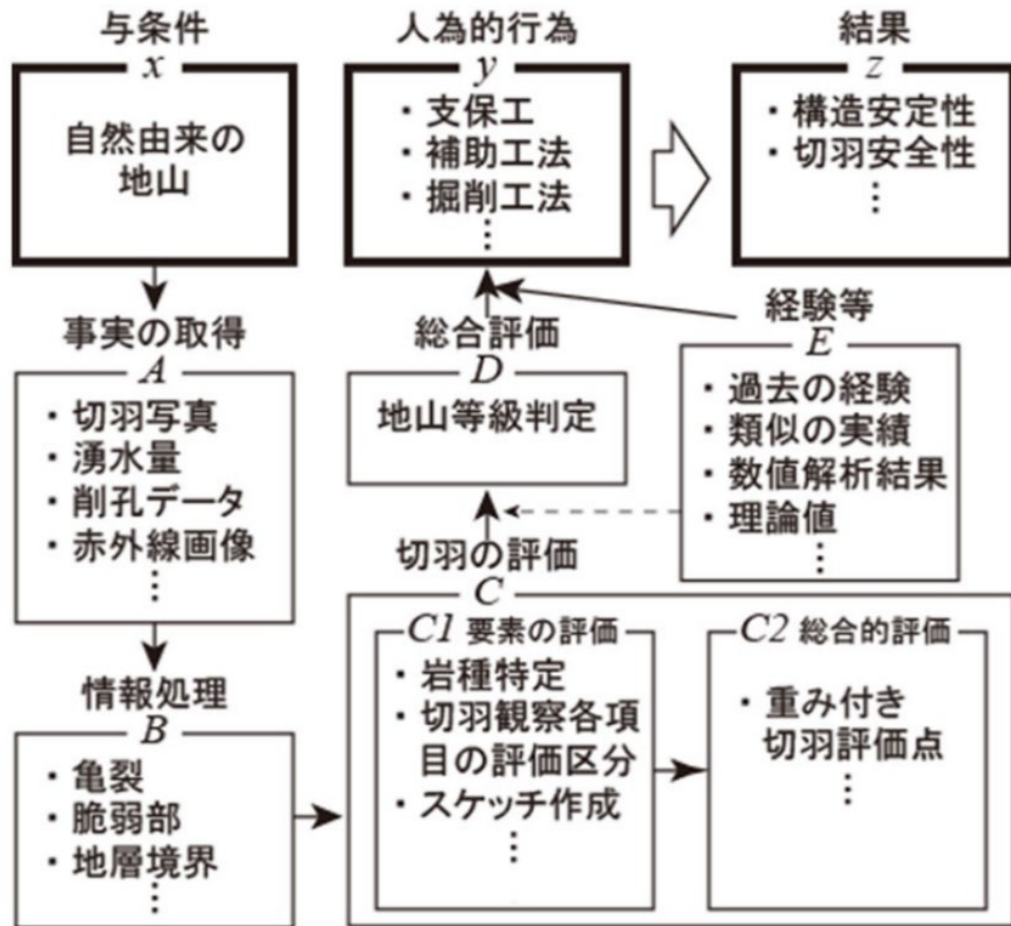 与条件
x
自然由来の
地山
人為的行為
y
・支保工
・補助工法
・掘削工法
⋮
結果
z
・構造安定性
・切羽安全性
⋮
事実の取得
A
・切羽写真
・湧水量
・削孔データ
・赤外線画像
⋮
総合評価
D
地山等級判定
経験等
E
・過去の経験
・類似の実績
・数値解析結果
・理論値
⋮
情報処理
B
・亀裂
・脆弱部
・地層境界
⋮
切羽の評価
C
C1 要素の評価
・岩種特定
・切羽観察各項
目の評価区分
・スケッチ作成
⋮
C2 総合的評価
・重み付き
切羽評価点
⋮